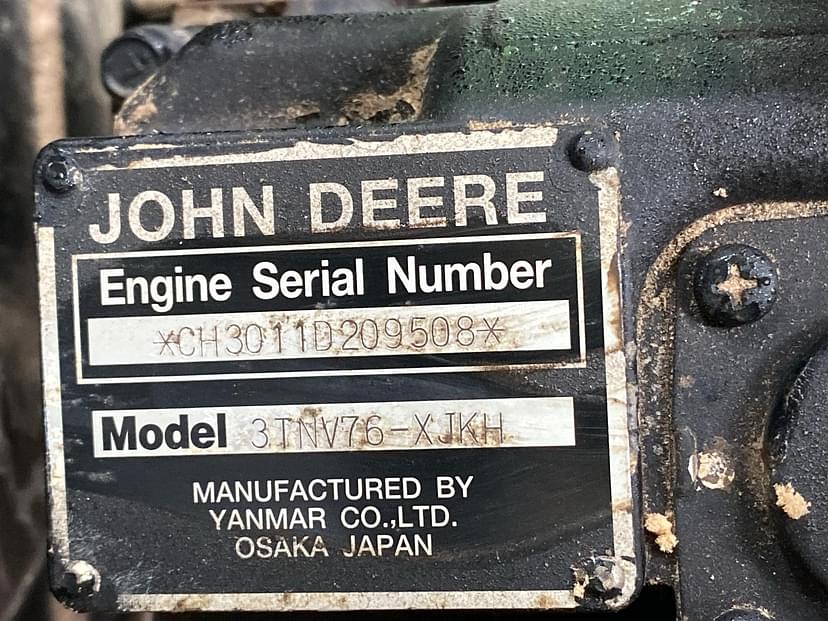 JOHN DEERE
Engine Serial Number
*CH3011D209508*
Model 3TNV76-XJKH
MANUFACTURED BY
YANMAR CO.,LTD.
OSAKA JAPAN